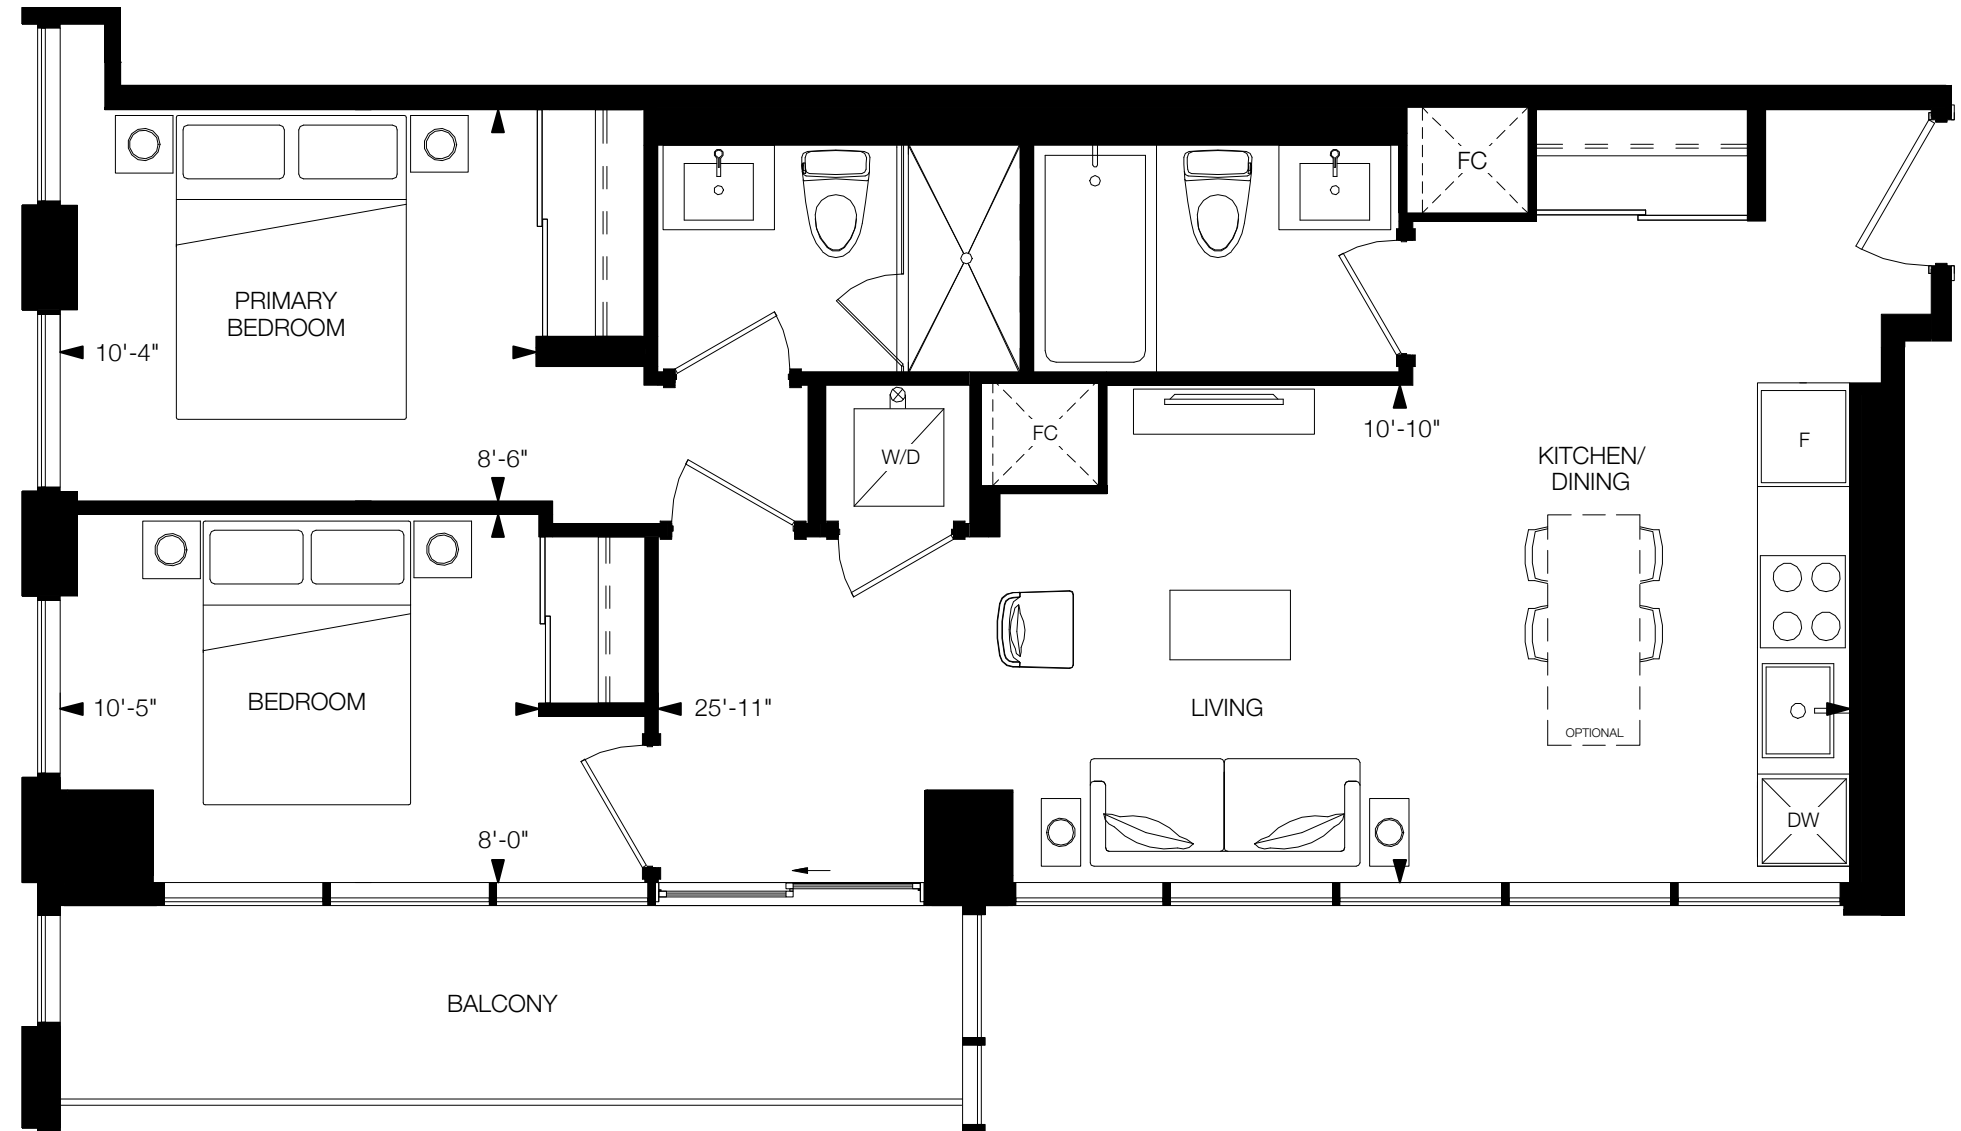 FC
PRIMARY
BEDROOM
10'-4"
8'-6"
W/D
FC
10'-10"
KITCHEN/
DINING
F
10'-5"
BEDROOM
25'-11"
LIVING
OPTIONAL
8'-0"
DW
BALCONY